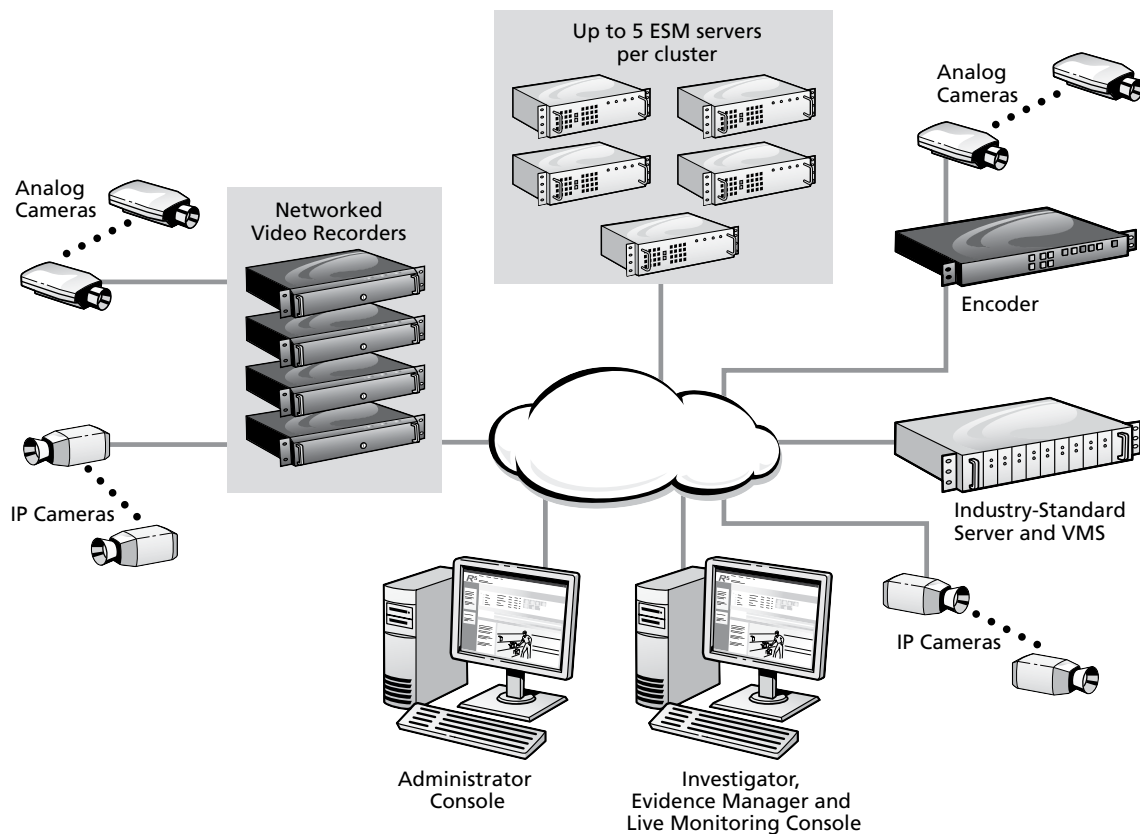 Up to 5 ESM servers
per cluster
Analog
Cameras
Analog
Cameras
Networked
Video Recorders
Encoder
IP Cameras
Industry-Standard
Server and VMS
IP Cameras
Administrator
Console
Investigator,
Evidence Manager and
Live Monitoring Console